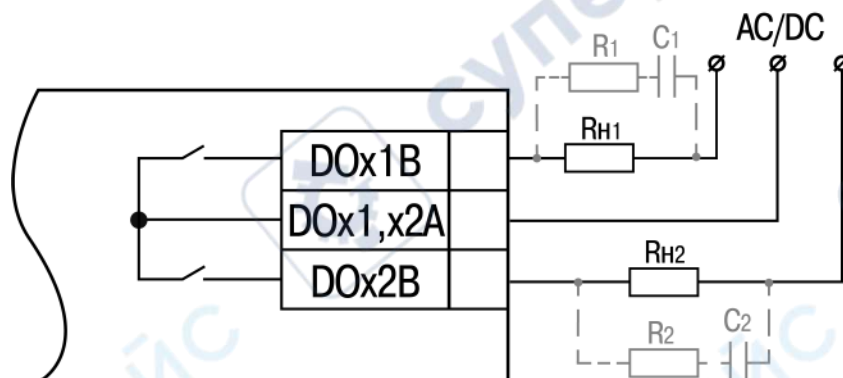 AC/DC
R1
C1
RH1
DOx1B
DOx1,x2A
DOx2B
RH2
R2
C2